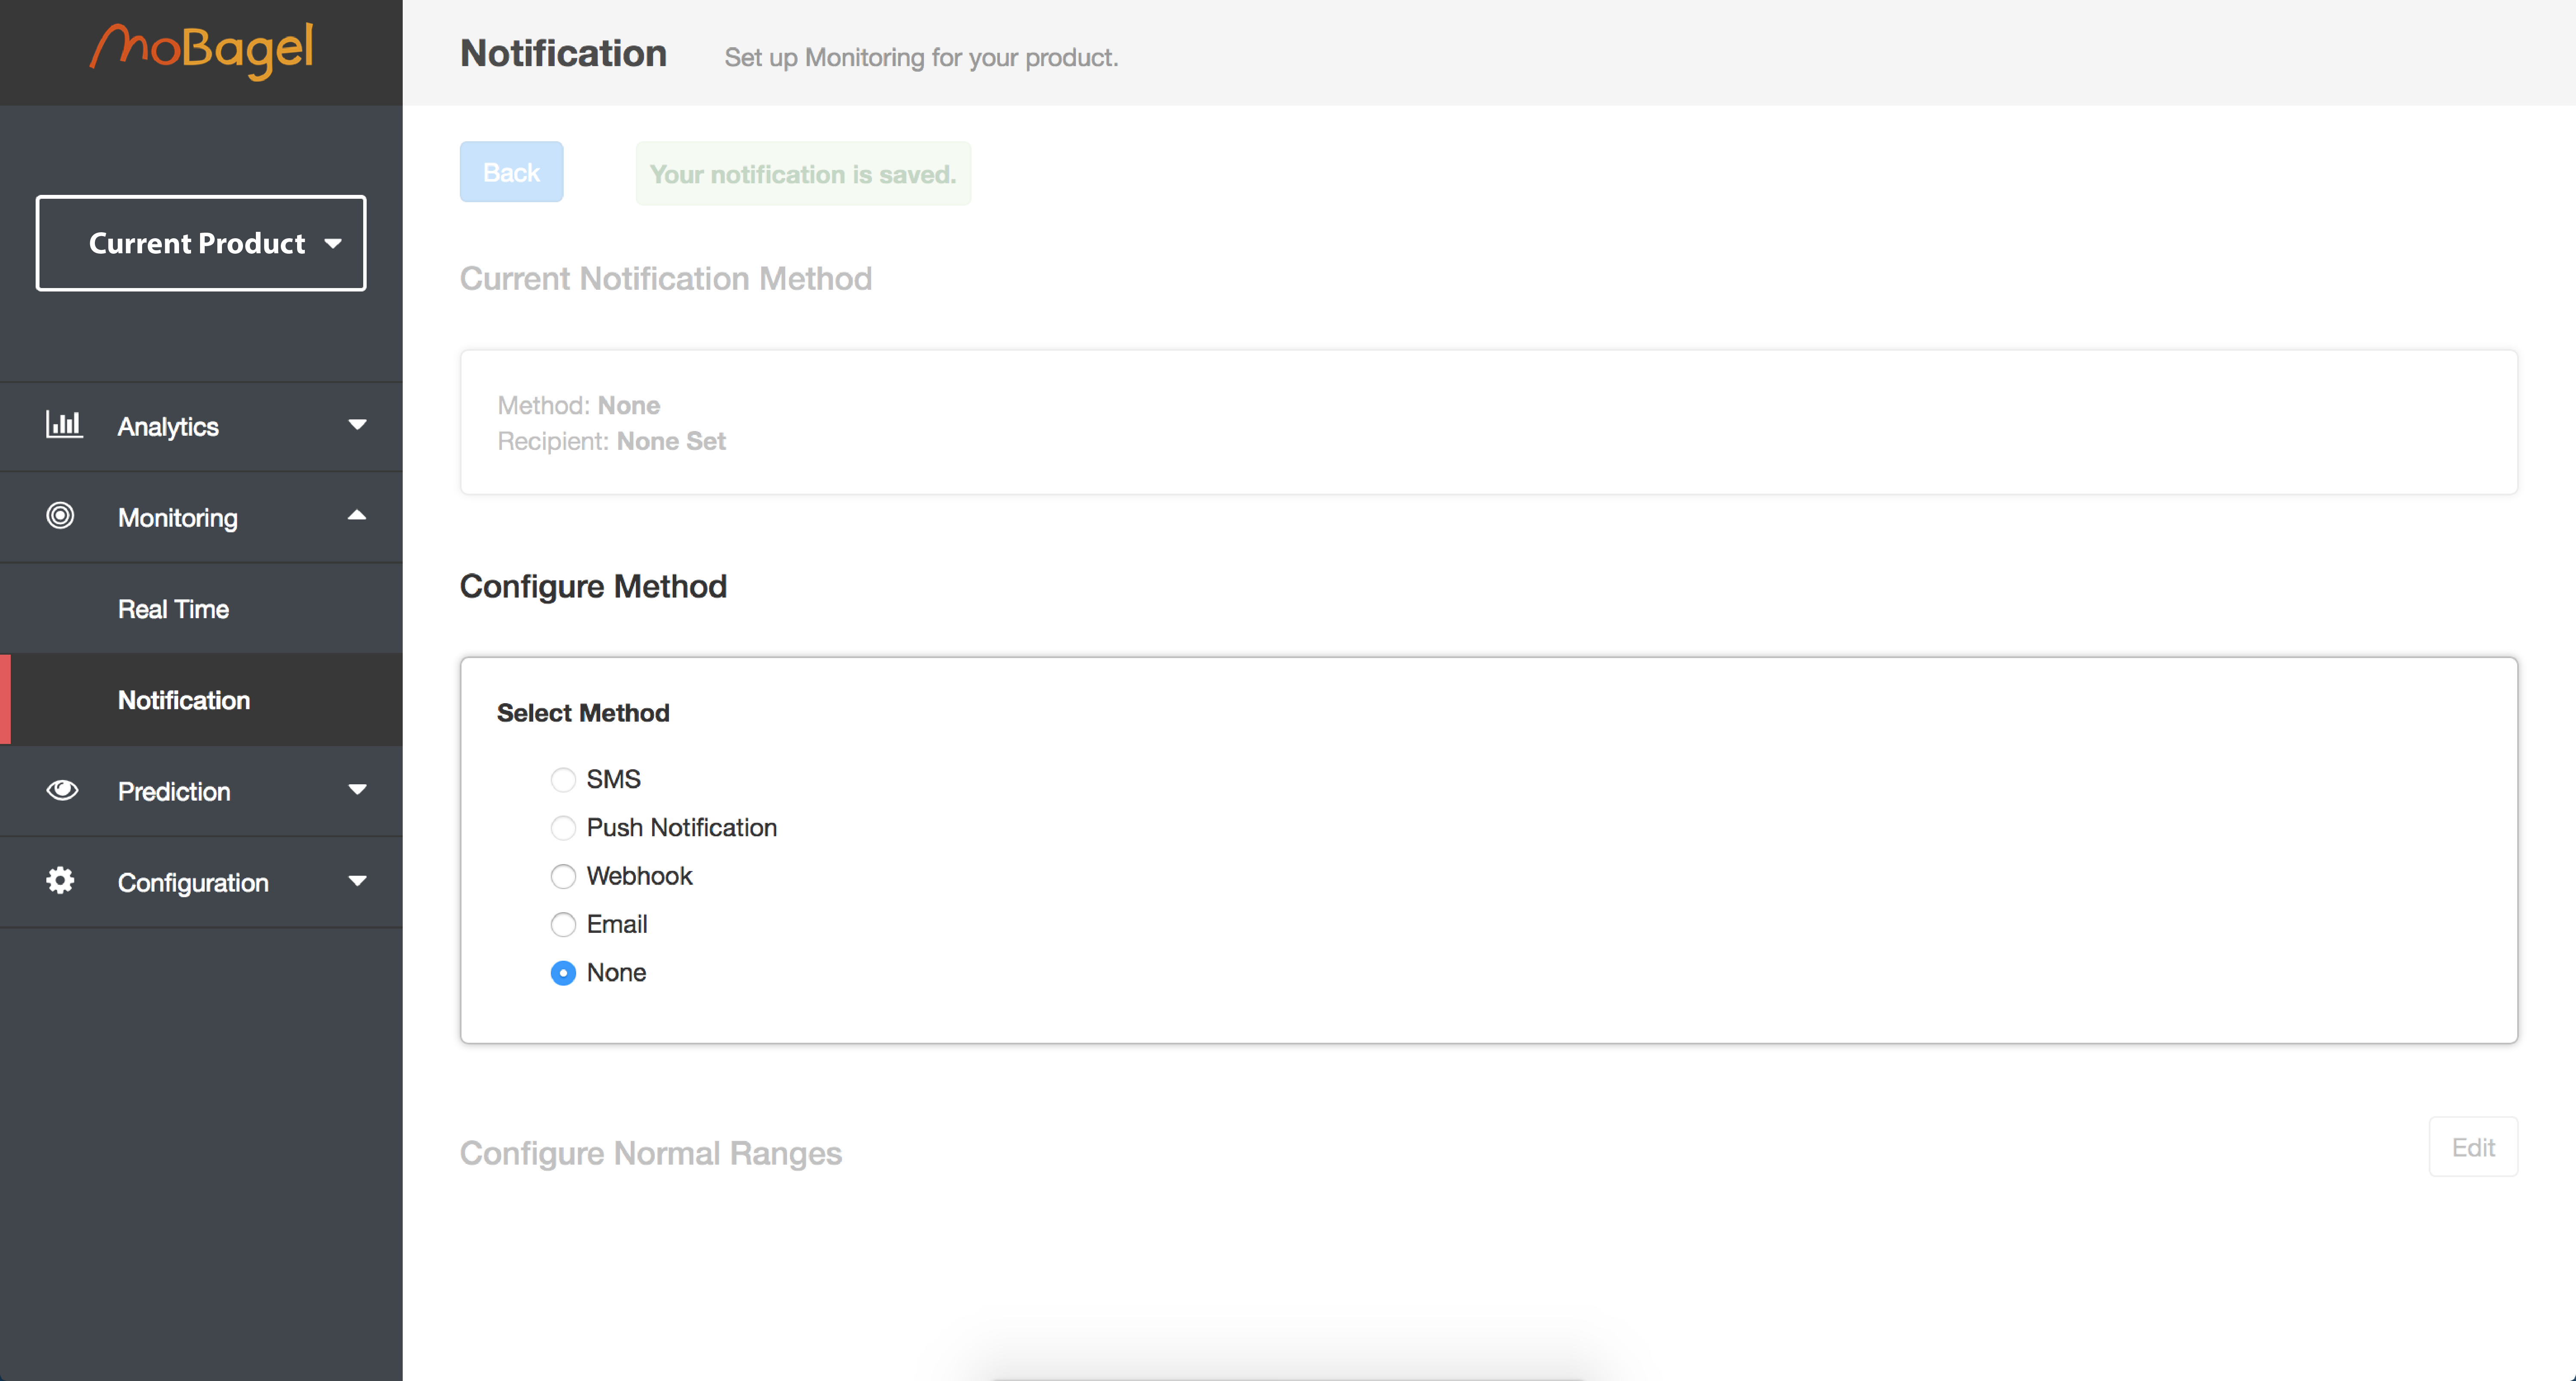 MoBagel
Notification
Set up Monitoring for your product.
Current Product
Analytics
Monitoring
Real Time
Notification
Prediction
Configuration
Back
Your notification is saved.
Current Notification Method
Method: None
Recipient: None Set
Configure Method
Select Method
SMS
Push Notification
Webhook
Email
None
Configure Normal Ranges
Edit